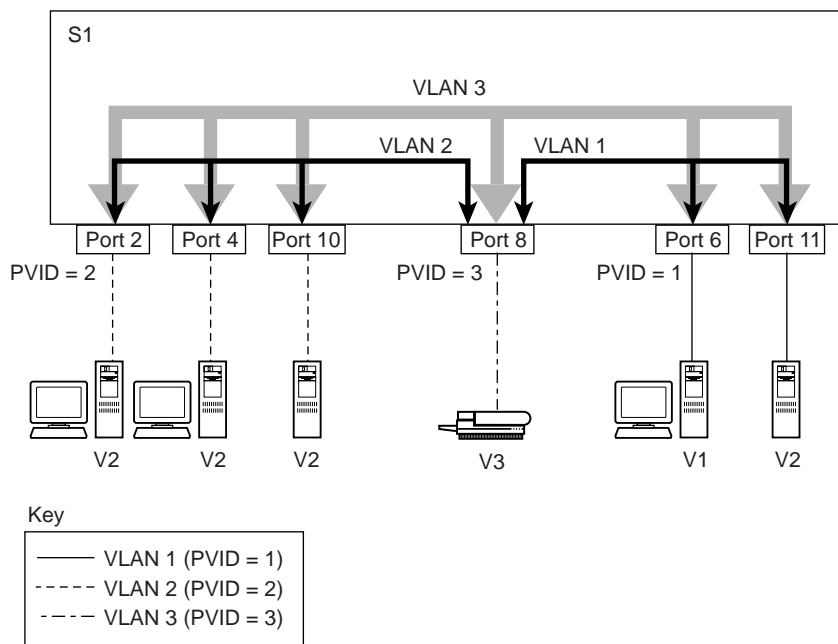 S1
VLAN 3
VLAN 2
VLAN 1
Port 2
Port 4
Port 10
Port 8
Port 6
Port 11
PVID = 2
PVID = 3
PVID = 1
V2
V2
V2
V3
V1
V2
Key
VLAN 1 (PVID = 1)
VLAN 2 (PVID = 2)
VLAN 3 (PVID = 3)